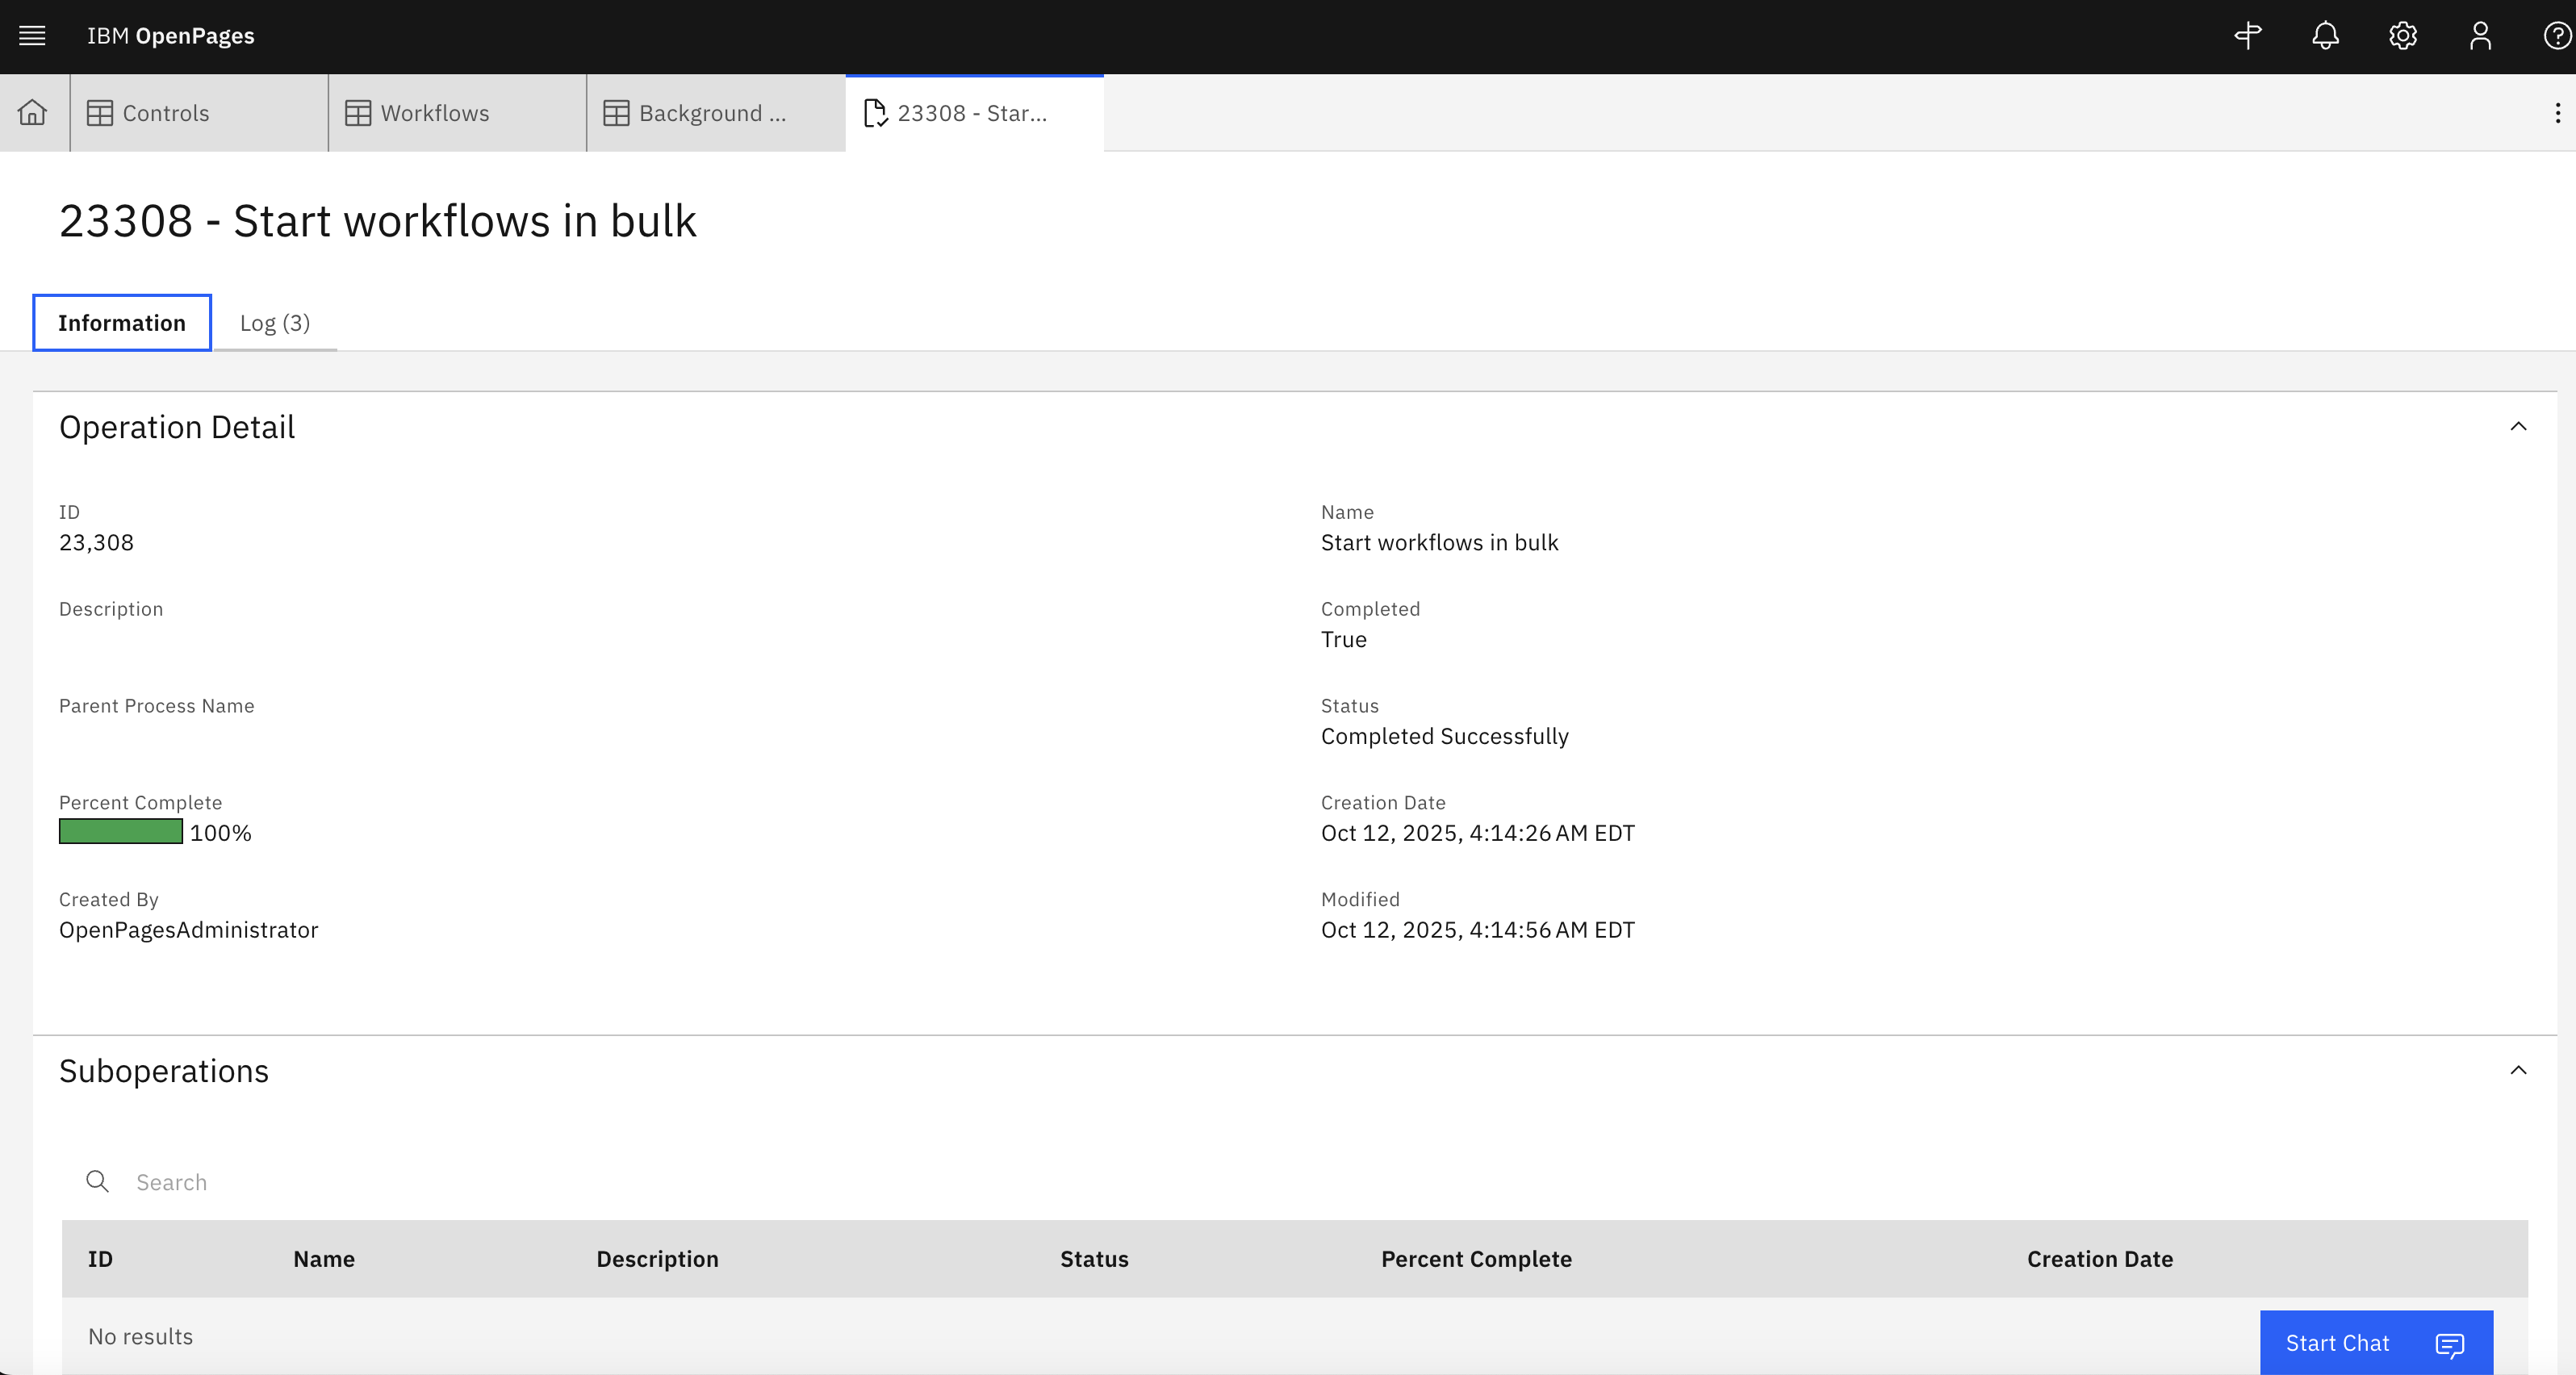 IBM OpenPages
Controls
Workflows
Background ...
23308 - Star...
23308 - Start workflows in bulk
Information
Log (3)
Operation Detail
ID
23,308
Name
Start workflows in bulk
Description
Completed
True
Parent Process Name
Status
Completed Successfully
Percent Complete
100%
Creation Date
Oct 12, 2025, 4:14:26 AM EDT
Created By
OpenPagesAdministrator
Modified
Oct 12, 2025, 4:14:56 AM EDT
Suboperations
Search
ID Name Description Status Percent Complete Creation Date
No results
Start Chat